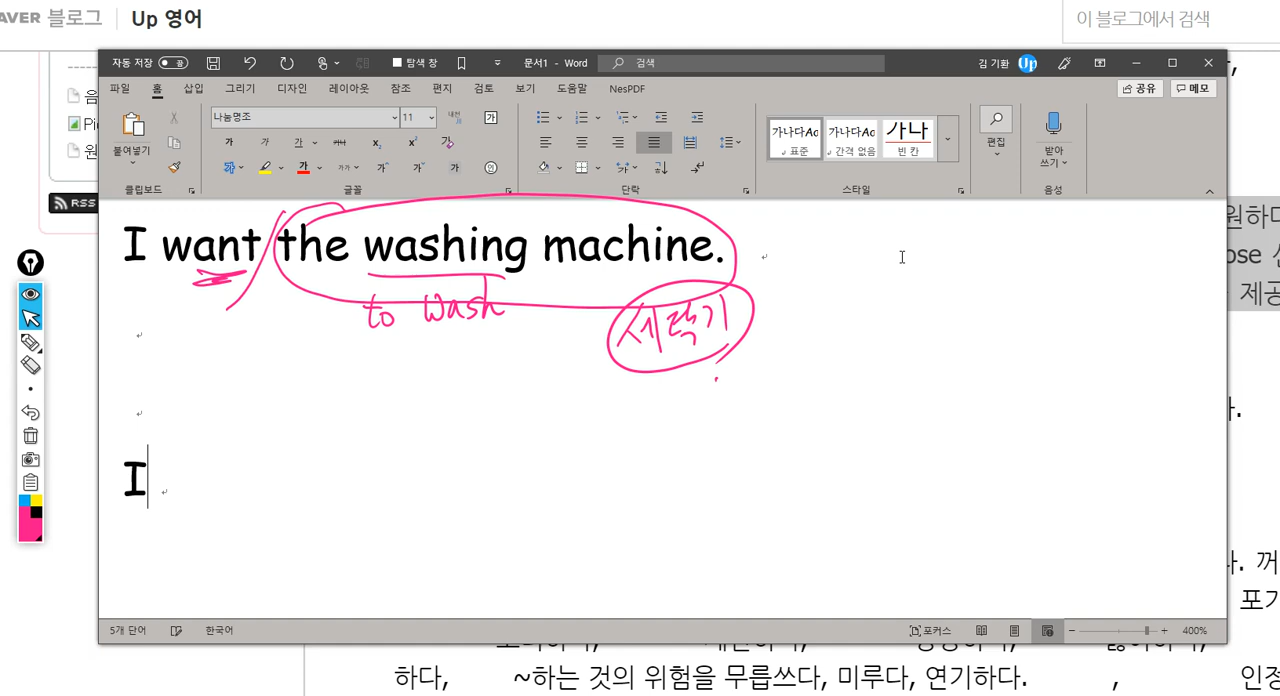 AVER 블로그 Up 영어 이 블로그에서 검색
자동 저장 끔 탐색 창 문서1 - Word 검색 김 기환 Up
파일 홈 삽입 그리기 디자인 레이아웃 참조 편지 검토 보기 도움말 NesPDF 공유 메모
나눔명조 11 가나다Aa 가나다Aa 가나
붙여넣기 표준 간격 없음 빈 칸 편집 받아
쓰기
클립보드 글꼴 단락 스타일 음성
RSS
원하
ose
제공
I want the washing machine.
to wash
세탁기
I
5개 단어 한국어 포커스 400%
포기
하다, ~하는 것의 위험을 무릅쓰다, 미루다, 연기하다. , 인정